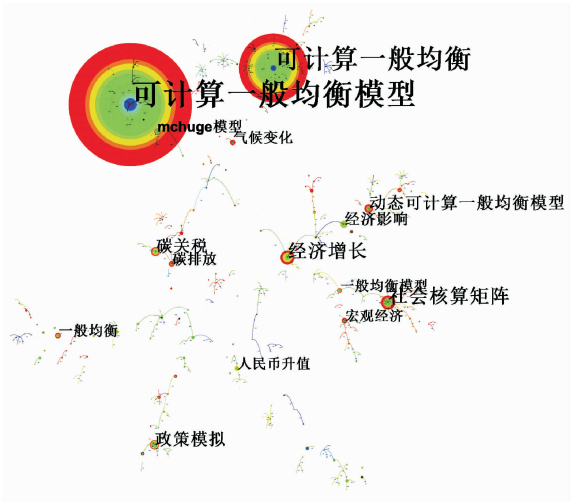 可计算一般均衡
可计算一般均衡模型
mchuge模型
气候变化
动态可计算一般均衡模型
经济影响
碳关税
碳排放
经济增长
一般均衡模型
社会核算矩阵
宏观经济
一般均衡
人民币升值
政策模拟